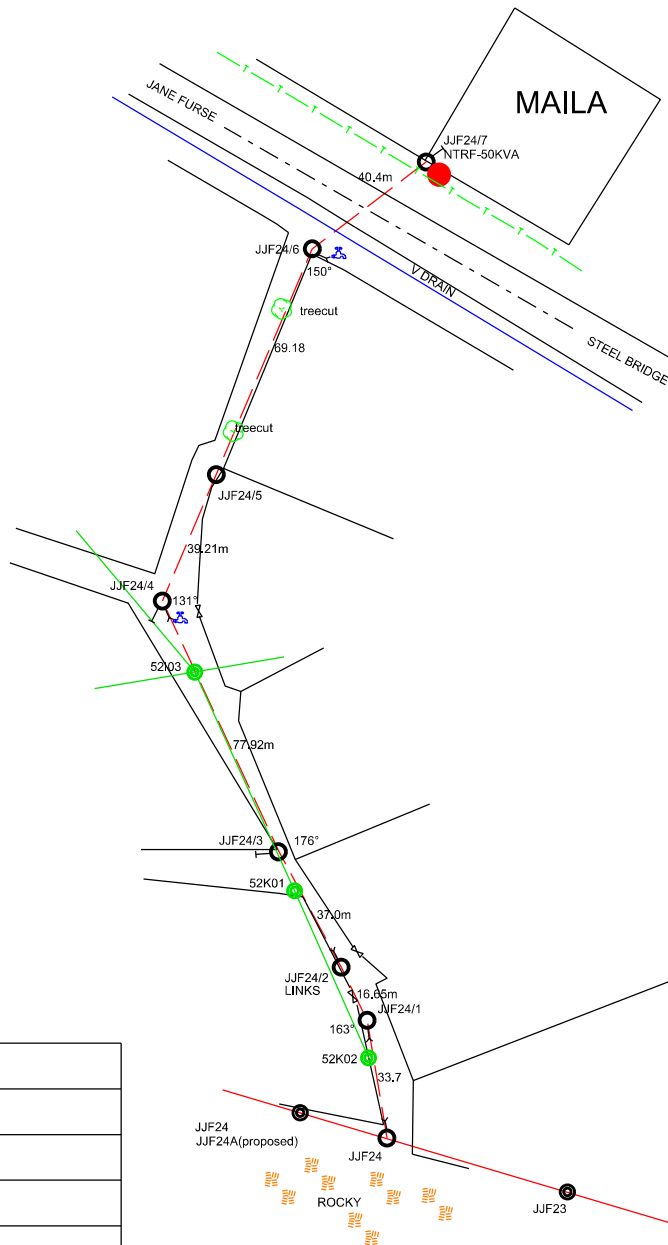 MAILA
JANE FURSE
JJF24/7
NTRF-50KVA
40.4m
JJF24/6
150°
V DRAIN
STEEL BRIDGE
treecut
69.18
treecut
JJF24/5
39.21m
JJF24/4
131°
52I03
77.92m
JJF24/3
176°
52K01
37.0m
JJF24/2
LINKS
16.65m
JJF24/1
163°
52K02
33.7
JJF24
JJF24A(proposed)
JJF24
ROCKY
JJF23